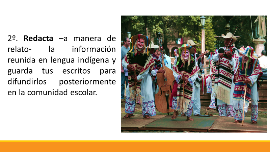 2º. Redacta –a manera de
relato- la información
reunida en lengua indígena y
guarda tus escritos para
difundirlos posteriormente
en la comunidad escolar.